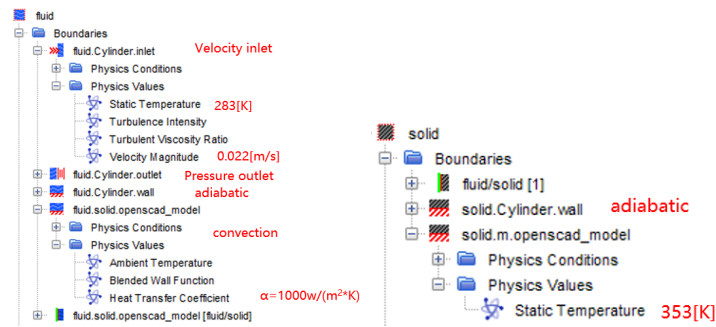 fluid
Boundaries
fluid.Cylinder.inlet Velocity inlet
Physics Conditions
Physics Values
Static Temperature 283[K]
Turbulence Intensity
Turbulent Viscosity Ratio
Velocity Magnitude 0.022[m/s]
fluid.Cylinder.outlet Pressure outlet
fluid.Cylinder.wall adiabatic
fluid.solid.openscad_model
Physics Conditions convection
Physics Values
Ambient Temperature
Blended Wall Function
Heat Transfer Coefficient α=1000w/(m²*K)
fluid.solid.openscad_model [fluid/solid]
solid
Boundaries
fluid/solid [1]
solid.Cylinder.wall adiabatic
solid.m.openscad_model
Physics Conditions
Physics Values
Static Temperature 353[K]